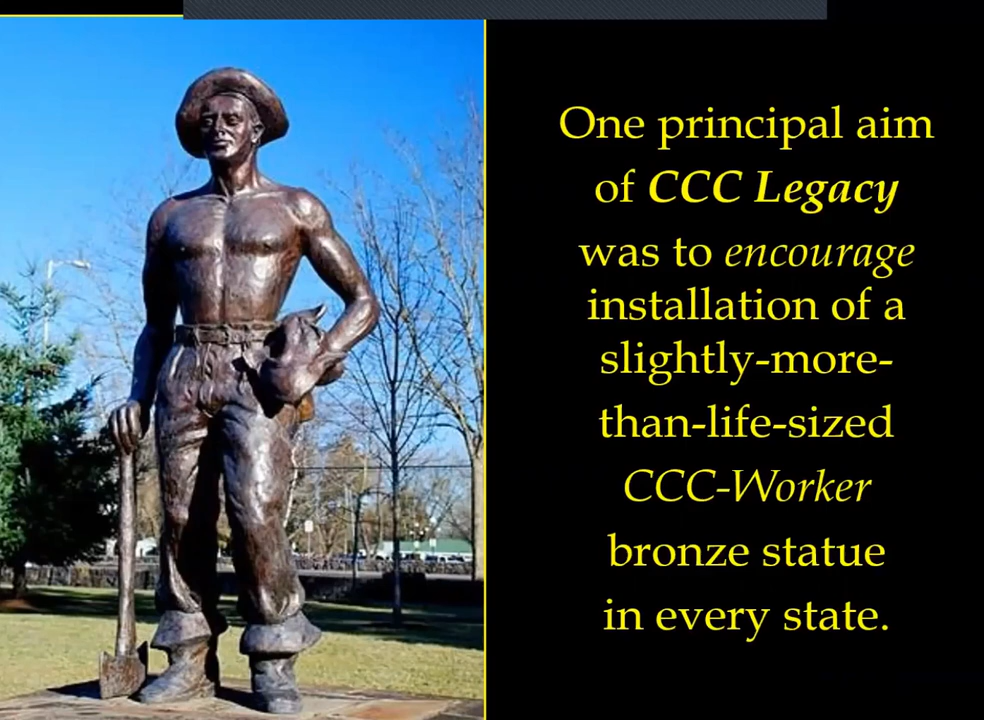 One principal aim
of CCC Legacy
was to encourage
installation of a
slightly-more-
than-life-sized
CCC-Worker
bronze statue
in every state.